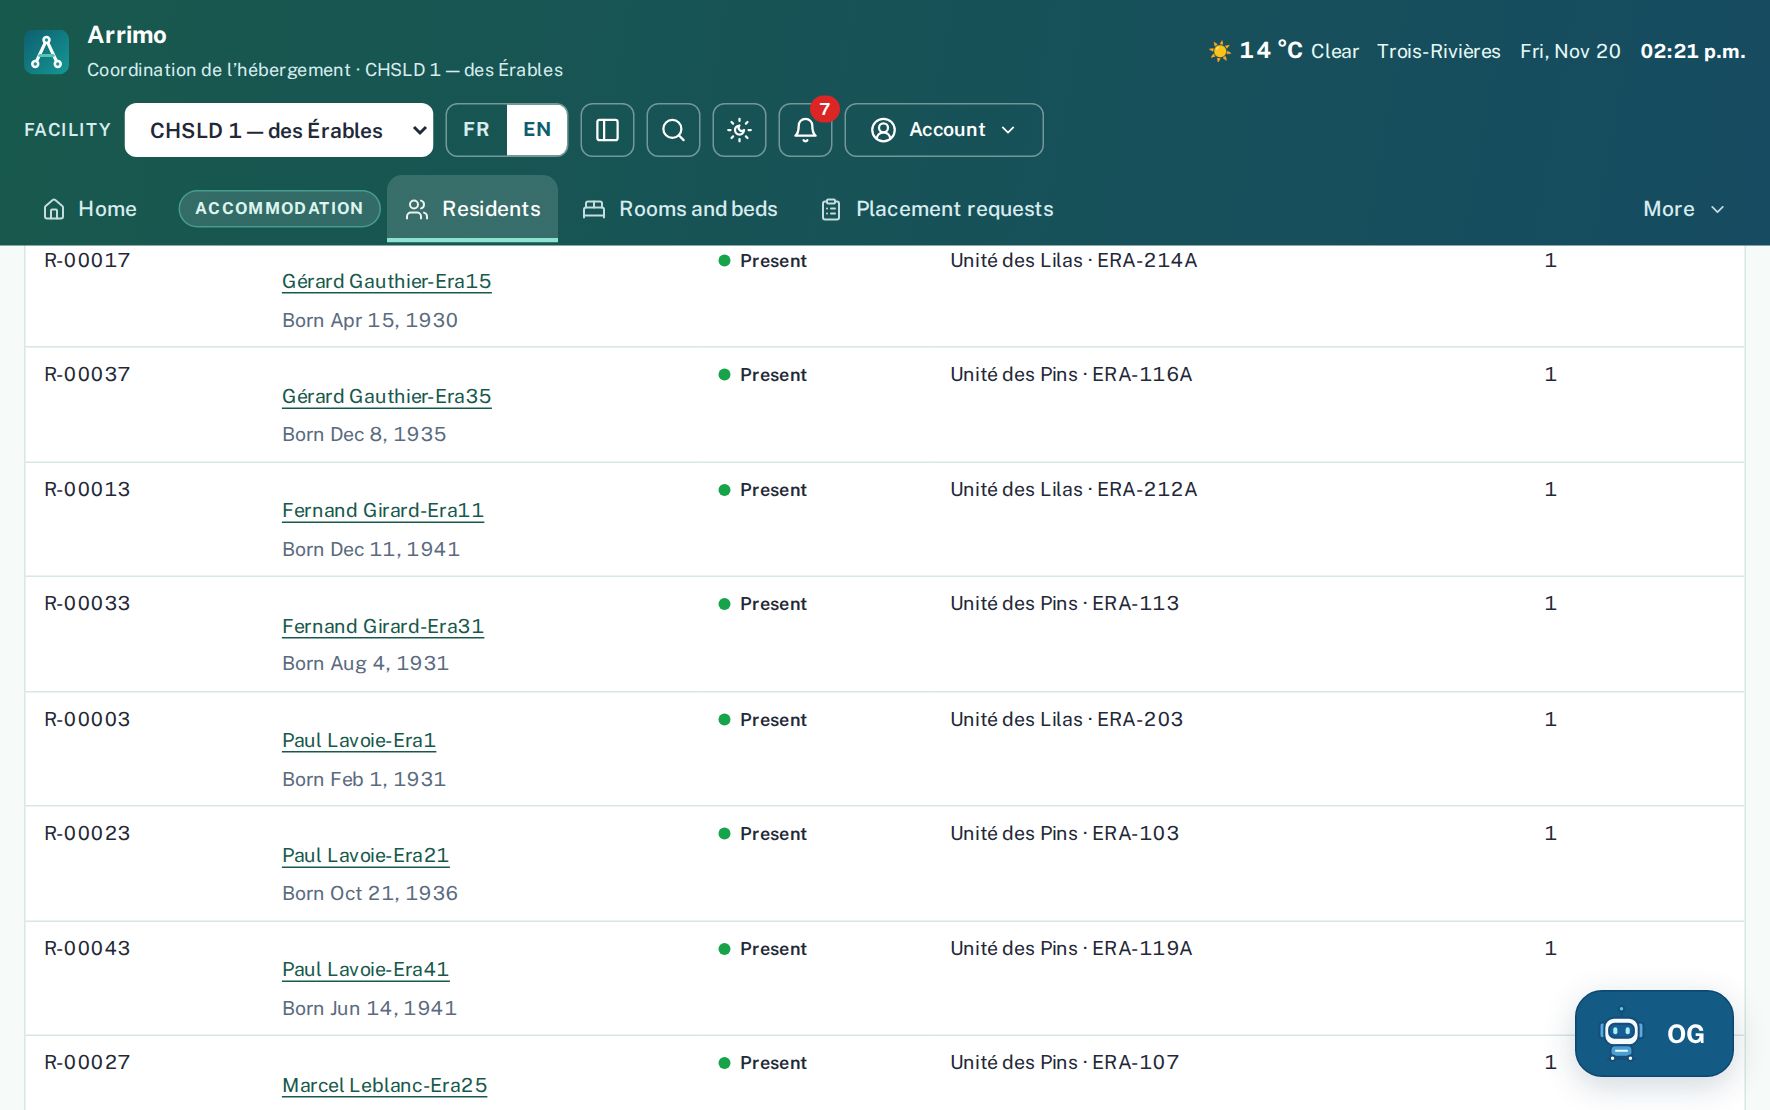 Arrimo
Coordination de l'hébergement · CHSLD 1 — des Érables
☀️ 14 °C Clear Trois-Rivières Fri, Nov 20 02:21 p.m.
FACILITY CHSLD 1 — des Érables FR EN 7 Account
Home ACCOMMODATION Residents Rooms and beds Placement requests More
R-00017 Present Unité des Lilas · ERA-214A 1
Gérard Gauthier-Era15
Born Apr 15, 1930
R-00037 Present Unité des Pins · ERA-116A 1
Gérard Gauthier-Era35
Born Dec 8, 1935
R-00013 Present Unité des Lilas · ERA-212A 1
Fernand Girard-Era11
Born Dec 11, 1941
R-00033 Present Unité des Pins · ERA-113 1
Fernand Girard-Era31
Born Aug 4, 1931
R-00003 Present Unité des Lilas · ERA-203 1
Paul Lavoie-Era1
Born Feb 1, 1931
R-00023 Present Unité des Pins · ERA-103 1
Paul Lavoie-Era21
Born Oct 21, 1936
R-00043 Present Unité des Pins · ERA-119A 1
Paul Lavoie-Era41
Born Jun 14, 1941
R-00027 Present Unité des Pins · ERA-107 1
Marcel Leblanc-Era25
OG